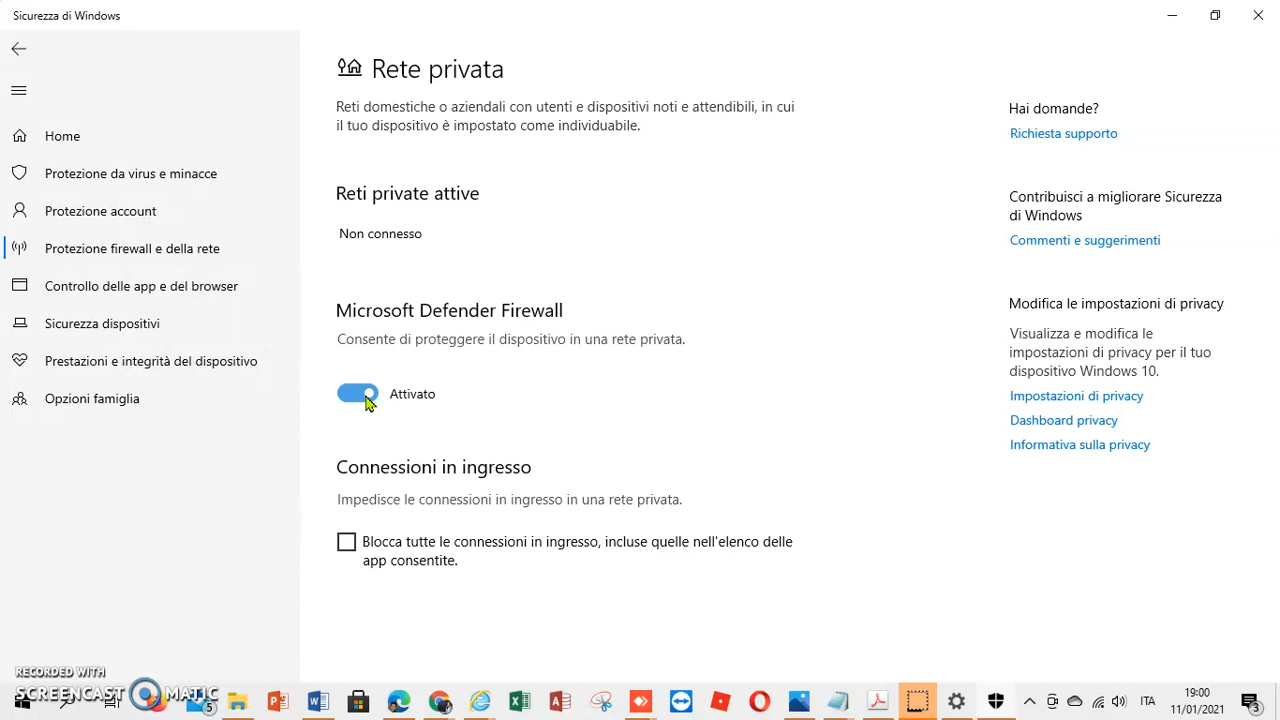 Sicurezza di Windows
Home
Protezione da virus e minacce
Protezione account
Protezione firewall e della rete
Controllo delle app e del browser
Sicurezza dispositivi
Prestazioni e integrità del dispositivo
Opzioni famiglia
Rete privata
Reti domestiche o aziendali con utenti e dispositivi noti e attendibili, in cui
il tuo dispositivo è impostato come individuabile.
Reti private attive
Non connesso
Microsoft Defender Firewall
Consente di proteggere il dispositivo in una rete privata.
Attivato
Connessioni in ingresso
Impedisce le connessioni in ingresso in una rete privata.
Blocca tutte le connessioni in ingresso, incluse quelle nell'elenco delle
app consentite.
Hai domande?
Richiesta supporto
Contribuisci a migliorare Sicurezza
di Windows
Commenti e suggerimenti
Modifica le impostazioni di privacy
Visualizza e modifica le
impostazioni di privacy per il tuo
dispositivo Windows 10.
Impostazioni di privacy
Dashboard privacy
Informativa sulla privacy
RECORDED WITH
SCREENCAST MATIC
5
ITA
19:00
11/01/2021
3